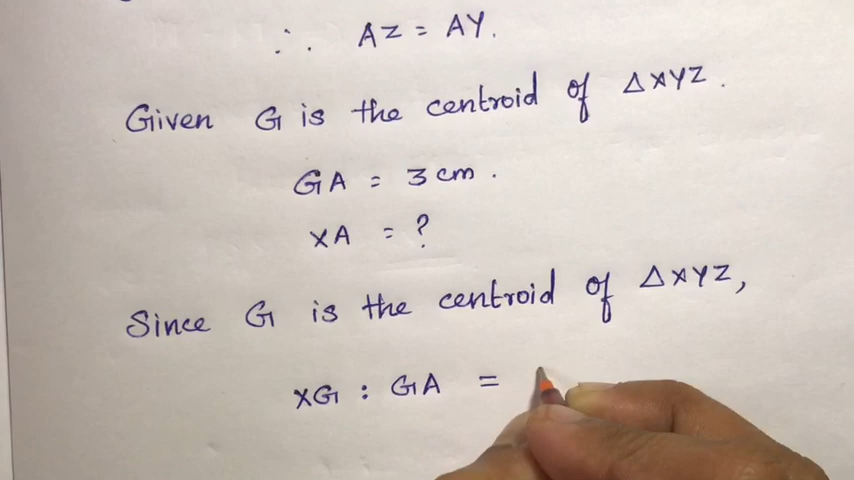 ∴ AZ = AY.
Given G is the centroid of ΔXYZ.
GA = 3 cm.
XA = ?
Since G is the centroid of ΔXYZ,
XG : GA =